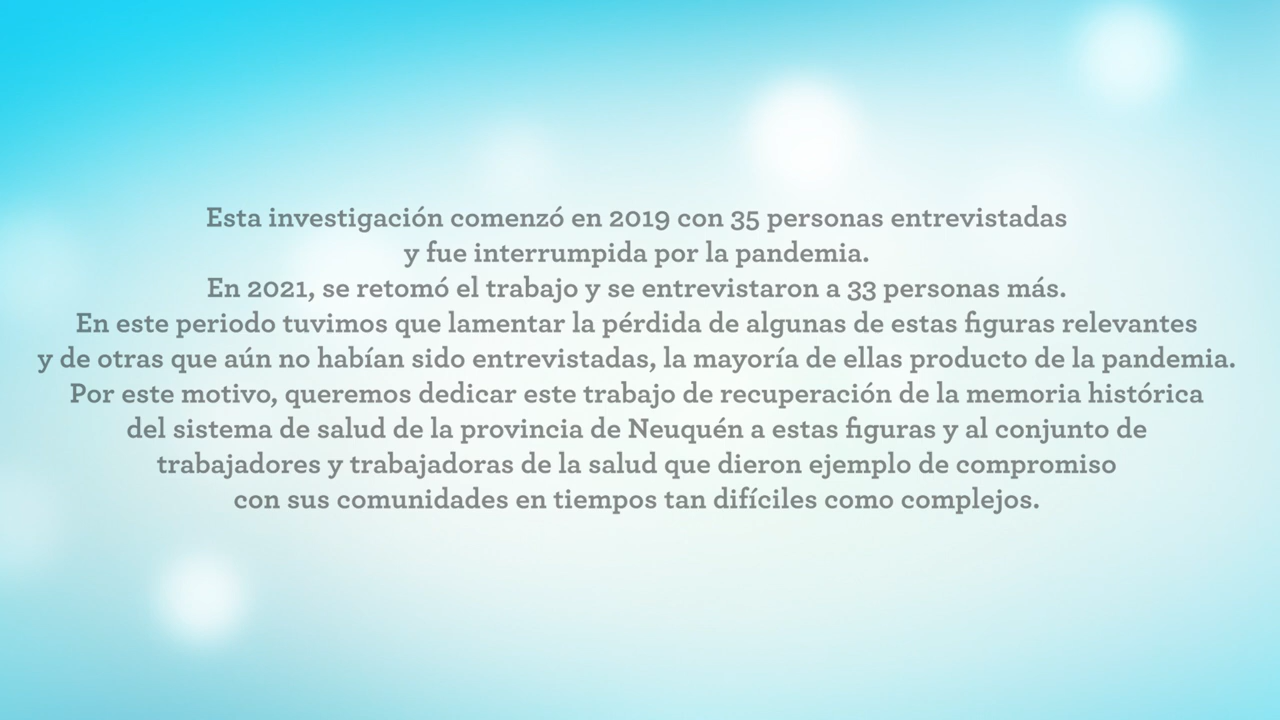 Esta investigación comenzó en 2019 con 35 personas entrevistadas
y fue interrumpida por la pandemia.
En 2021, se retomó el trabajo y se entrevistaron a 33 personas más.
En este periodo tuvimos que lamentar la pérdida de algunas de estas figuras relevantes
y de otras que aún no habían sido entrevistadas, la mayoría de ellas producto de la pandemia.
Por este motivo, queremos dedicar este trabajo de recuperación de la memoria histórica
del sistema de salud de la provincia de Neuquén a estas figuras y al conjunto de
trabajadores y trabajadoras de la salud que dieron ejemplo de compromiso
con sus comunidades en tiempos tan difíciles como complejos.